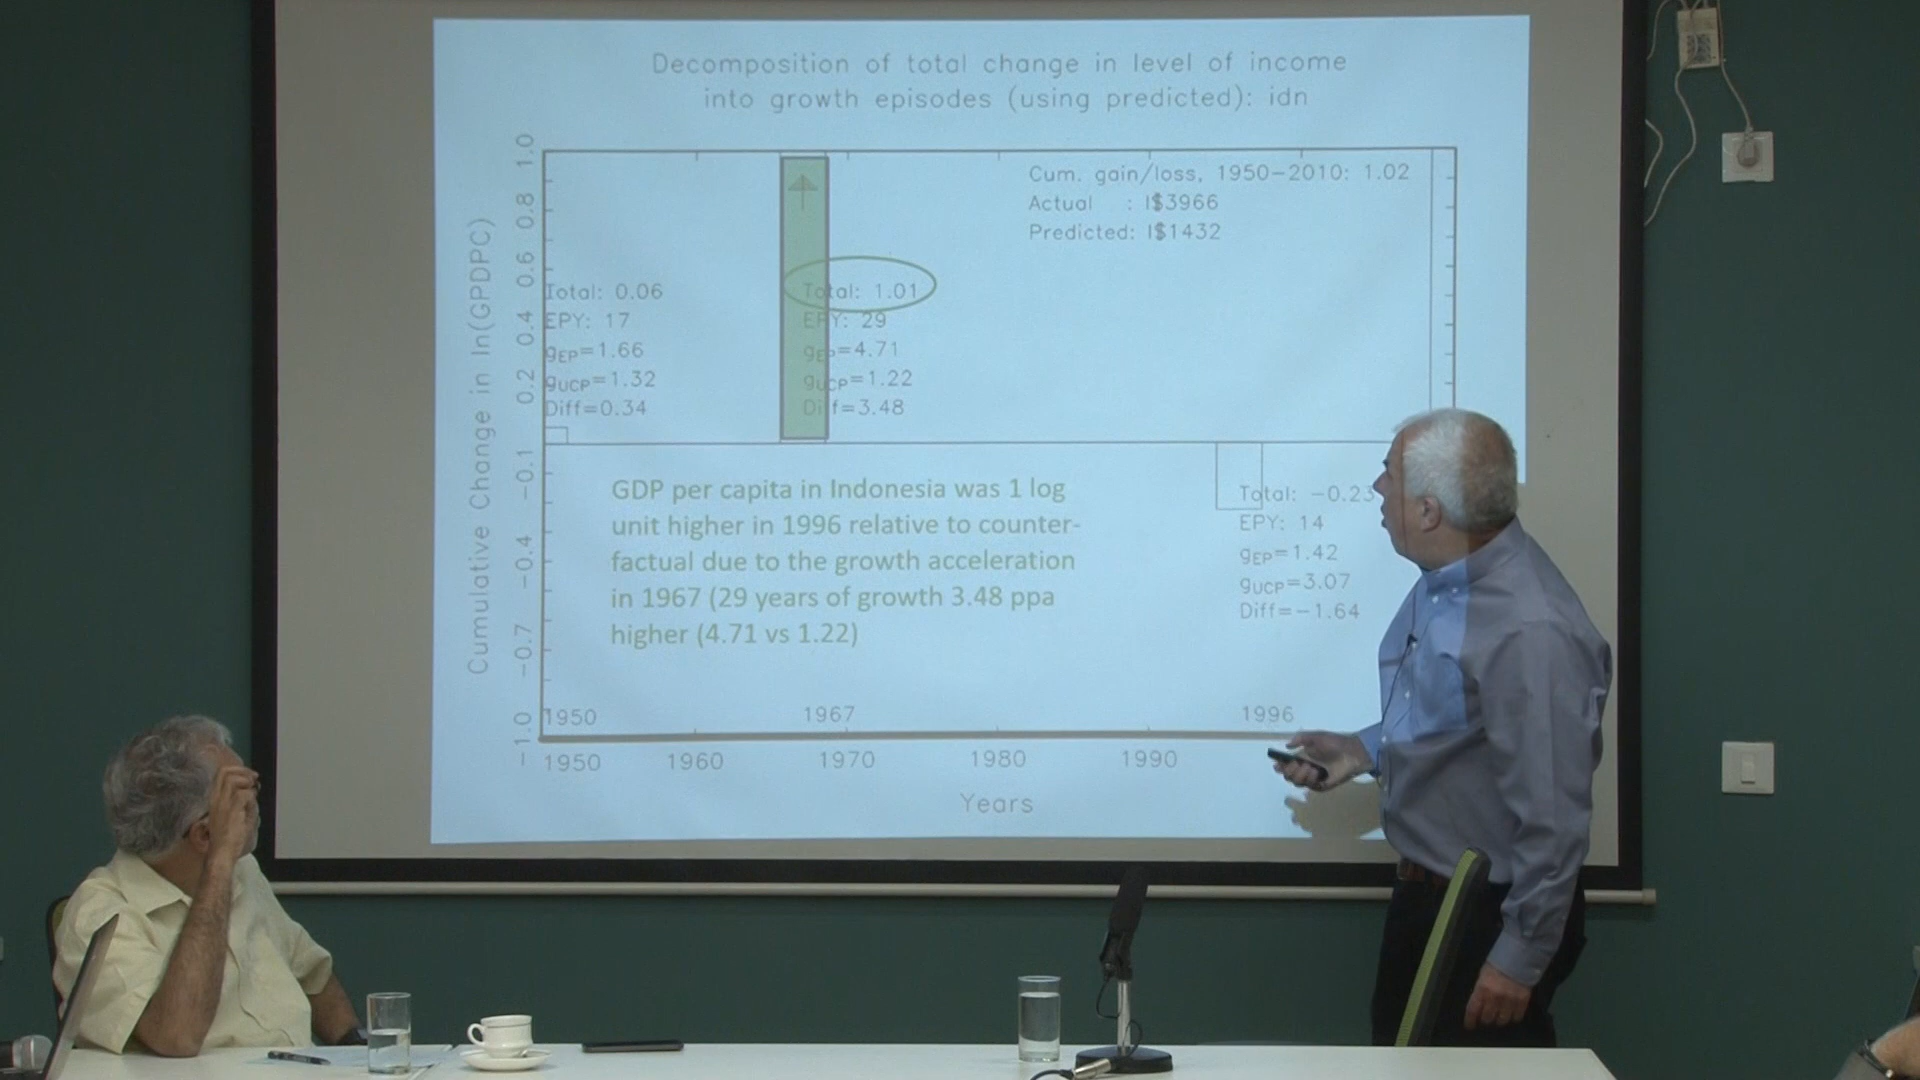 Decomposition of total change in level of income
into growth episodes (using predicted): idn
Cumulative Change in ln(GPDPC)
1.0
0.8
0.6
0.4
0.2
−0.1
−0.4
−0.7
−1.0
Cum. gain/loss, 1950−2010: 1.02
Actual : I$3966
Predicted: I$1432
Total: 0.06
EPY: 17
gEP=1.66
gUCP=1.32
Diff=0.34
Total: 1.01
EPY: 29
gEP=4.71
gUCP=1.22
Diff=3.48
GDP per capita in Indonesia was 1 log
unit higher in 1996 relative to counter-
factual due to the growth acceleration
in 1967 (29 years of growth 3.48 ppa
higher (4.71 vs 1.22)
Total: −0.23
EPY: 14
gEP=1.42
gUCP=3.07
Diff=−1.64
1950 1967 1996
1950 1960 1970 1980 1990
Years